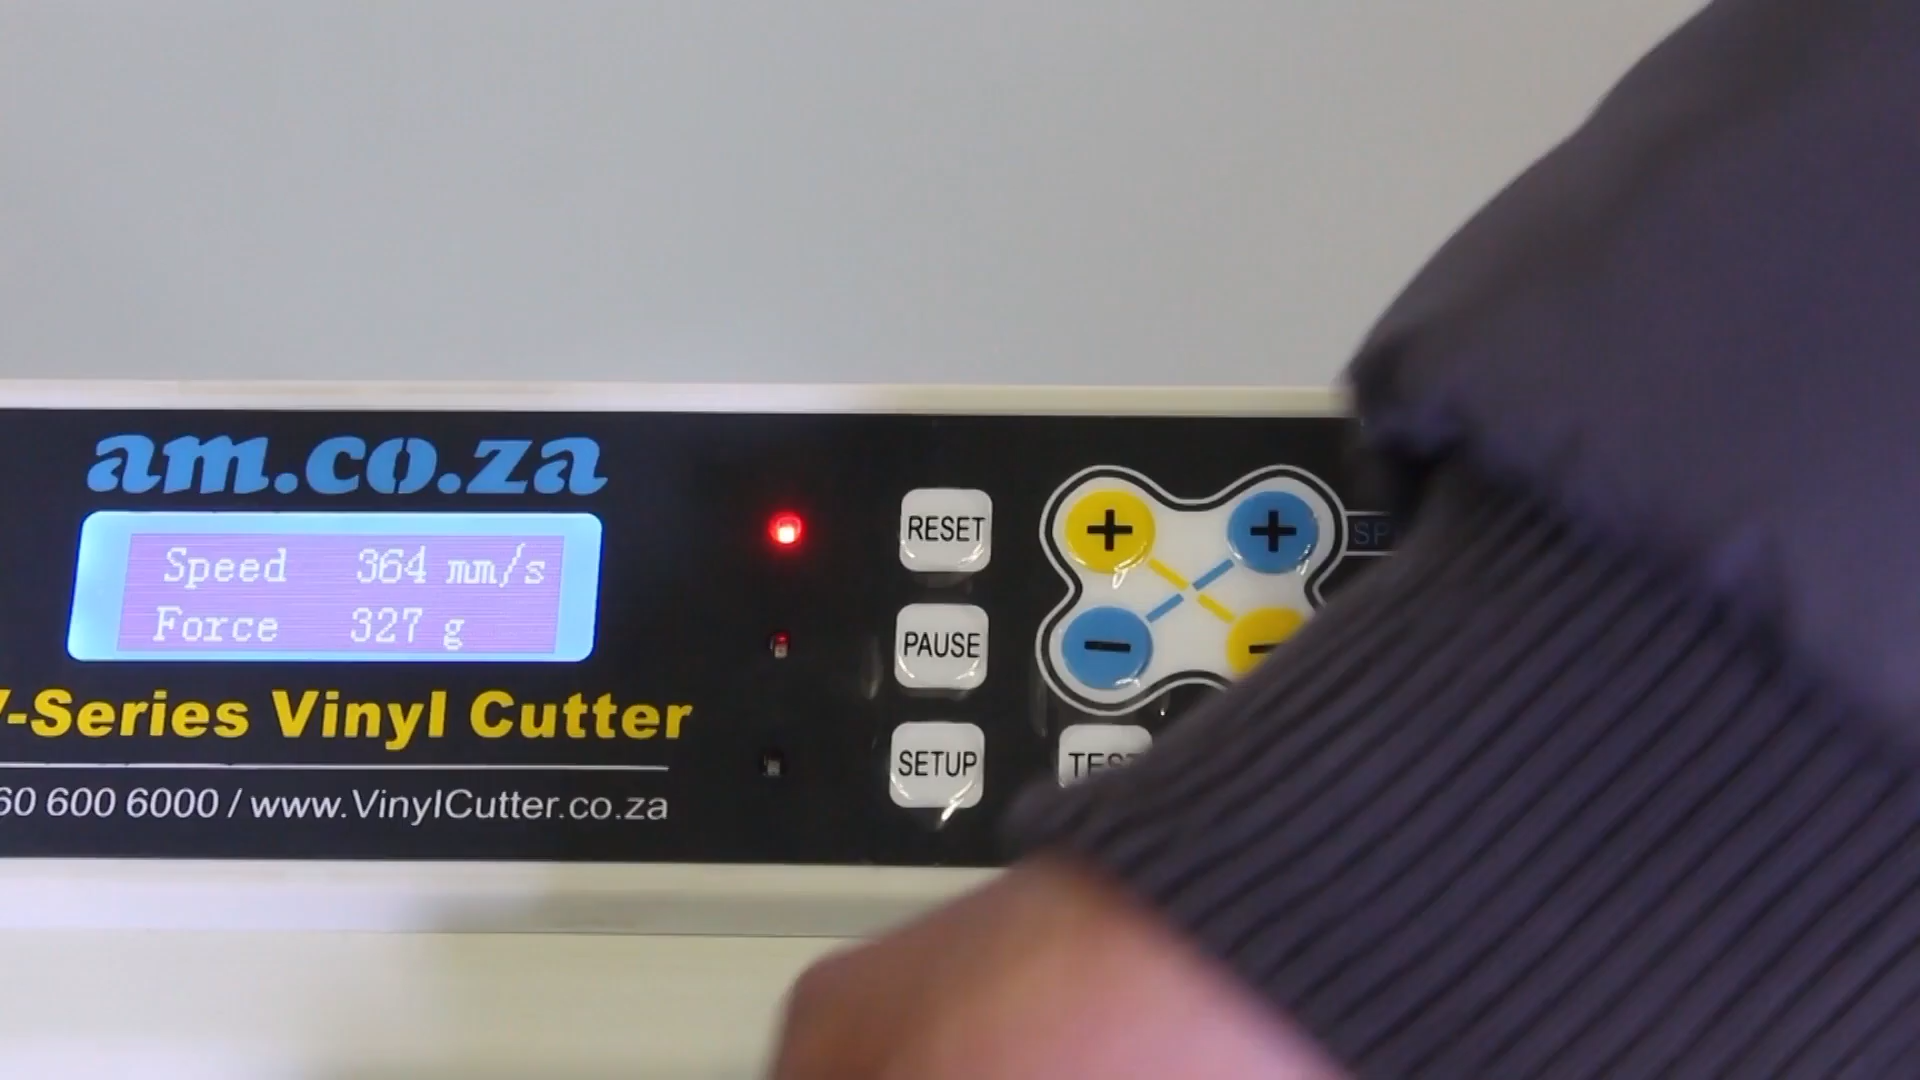 am.co.za
Speed 364 mm/s
Force 327 g
-Series Vinyl Cutter
60 600 6000 / www.VinylCutter.co.za
RESET
PAUSE
SETUP
+ +
- -
TEST